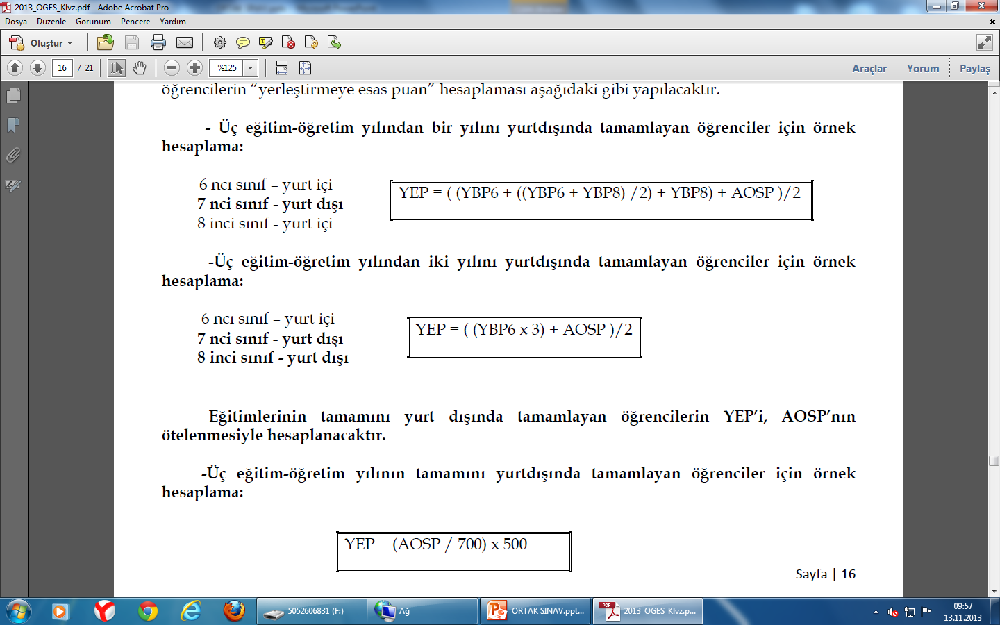 2013_OGES_Klvz.pdf - Adobe Acrobat Pro
Dosya Düzenle Görünüm Pencere Yardım
Oluştur
16 / 21 %125 Araçlar Yorum Paylaş
öğrencilerin “yerleştirmeye esas puan” hesaplaması aşağıdaki gibi yapılacaktır.
- Üç eğitim-öğretim yılından bir yılını yurtdışında tamamlayan öğrenciler için örnek
hesaplama:
6 ncı sınıf – yurt içi
7 nci sınıf - yurt dışı
8 inci sınıf - yurt içi
YEP = ( (YBP6 + ((YBP6 + YBP8) /2) + YBP8) + AOSP )/2
-Üç eğitim-öğretim yılından iki yılını yurtdışında tamamlayan öğrenciler için örnek
hesaplama:
6 ncı sınıf – yurt içi
7 nci sınıf - yurt dışı
8 inci sınıf - yurt dışı
YEP = ( (YBP6 x 3) + AOSP )/2
Eğitimlerinin tamamını yurt dışında tamamlayan öğrencilerin YEP’i, AOSP’nın
ötelenmesiyle hesaplanacaktır.
-Üç eğitim-öğretim yılının tamamını yurtdışında tamamlayan öğrenciler için örnek
hesaplama:
YEP = (AOSP / 700) x 500
Sayfa | 16
5052606831 (F:) Ağ ORTAK SINAV.ppt... 2013_OGES_Klvz.p... 09:57
13.11.2013